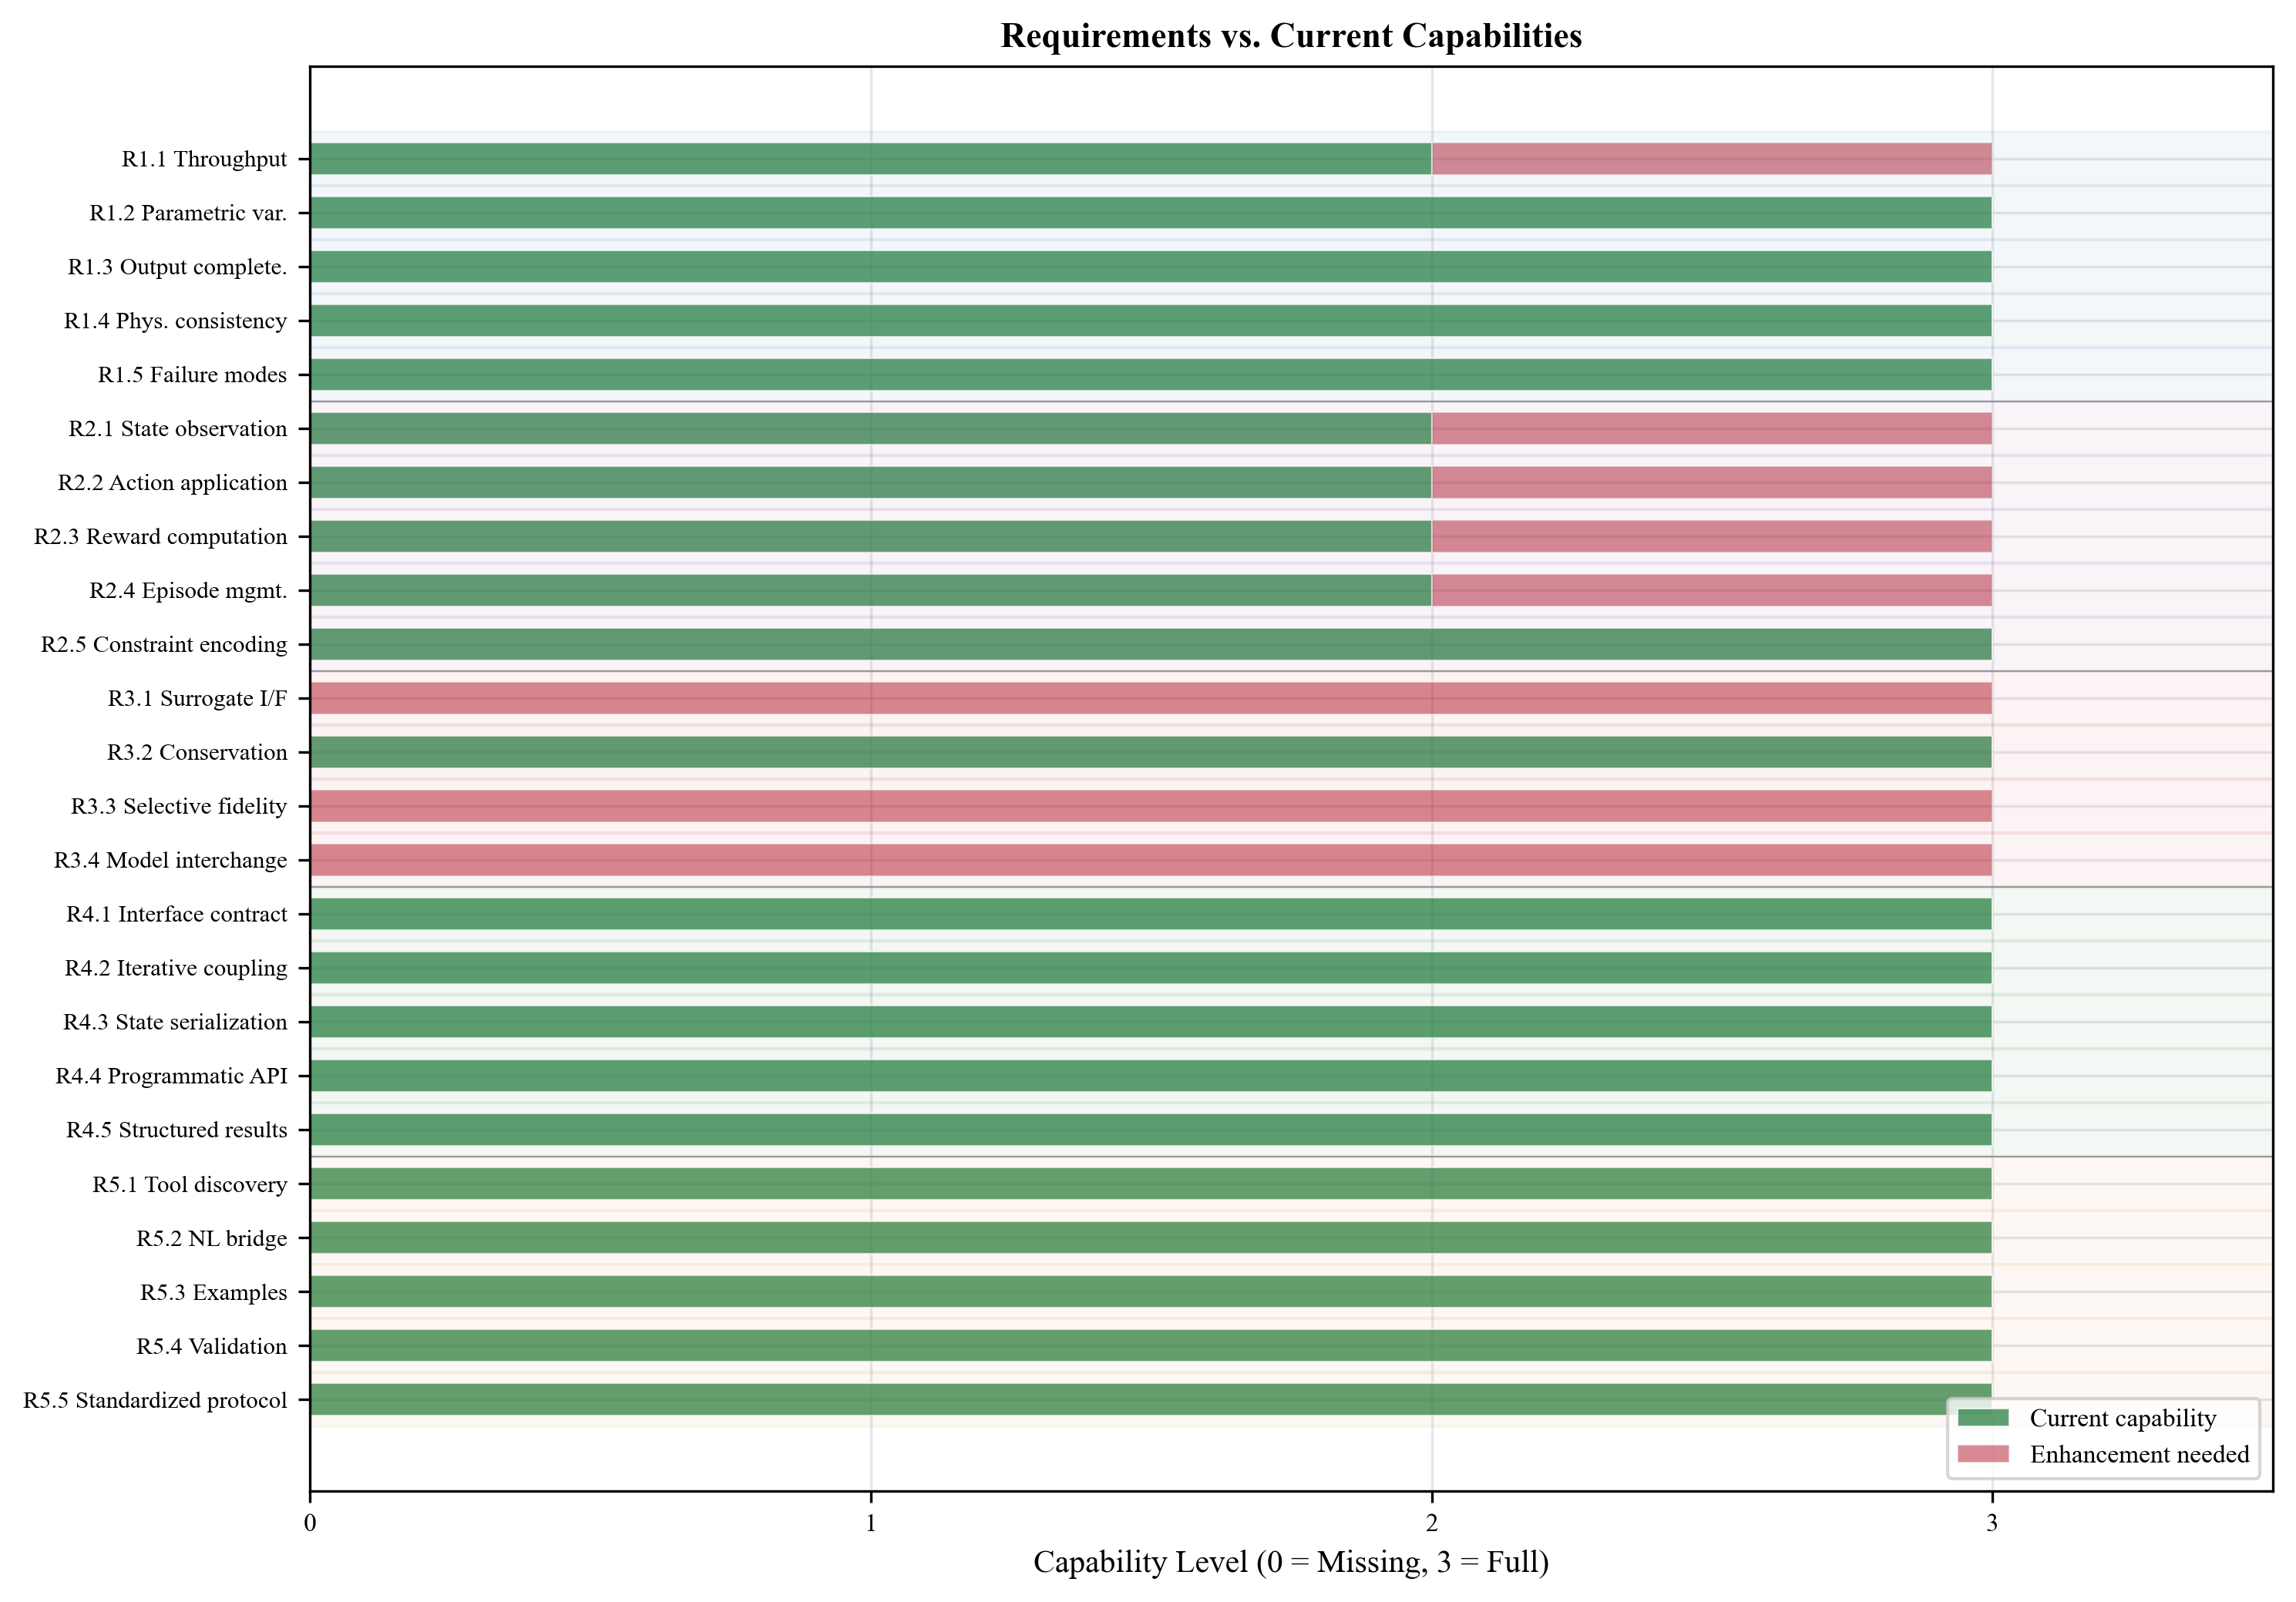 Requirements vs. Current Capabilities
R1.1 Throughput
R1.2 Parametric var.
R1.3 Output complete.
R1.4 Phys. consistency
R1.5 Failure modes
R2.1 State observation
R2.2 Action application
R2.3 Reward computation
R2.4 Episode mgmt.
R2.5 Constraint encoding
R3.1 Surrogate I/F
R3.2 Conservation
R3.3 Selective fidelity
R3.4 Model interchange
R4.1 Interface contract
R4.2 Iterative coupling
R4.3 State serialization
R4.4 Programmatic API
R4.5 Structured results
R5.1 Tool discovery
R5.2 NL bridge
R5.3 Examples
R5.4 Validation
R5.5 Standardized protocol
Current capability
Enhancement needed
0 1 2 3
Capability Level (0 = Missing, 3 = Full)